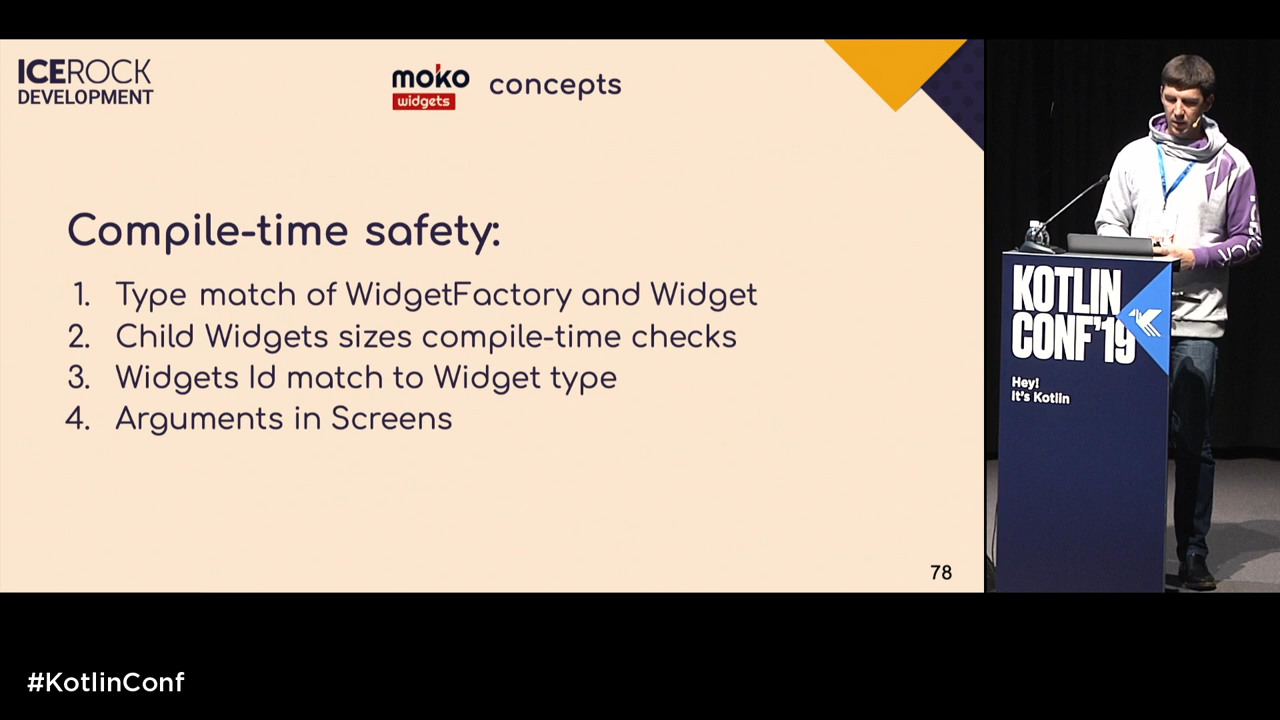 ICEROCK
DEVELOPMENT
moko
widgets
concepts
Compile-time safety:
1. Type match of WidgetFactory and Widget
2. Child Widgets sizes compile-time checks
3. Widgets Id match to Widget type
4. Arguments in Screens
78
KOTLIN
CONF'19
Hey!
It's Kotlin
#KotlinConf